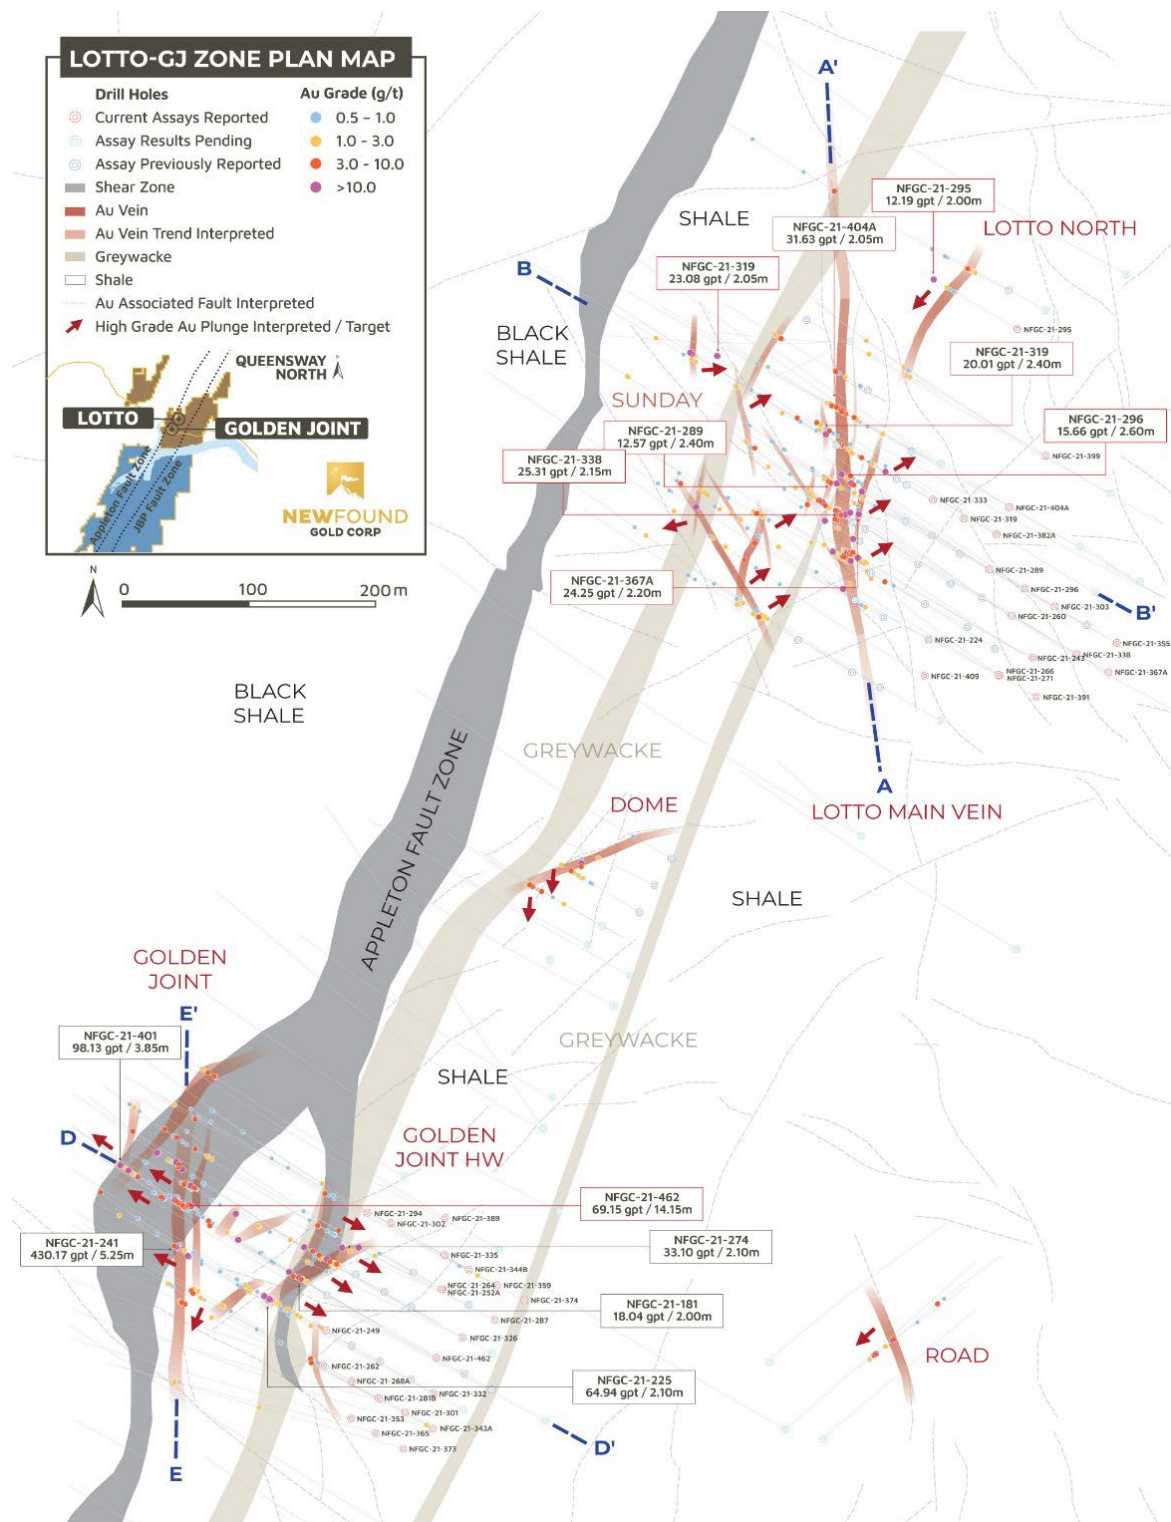 LOTTO-GJ ZONE PLAN MAP
Drill Holes
Current Assays Reported
Assay Results Pending
Assay Previously Reported
Shear Zone
Au Vein
Au Vein Trend Interpreted
Greywacke
Shale
Au Associated Fault Interpreted
High Grade Au Plunge Interpreted / Target
Au Grade (g/t)
0.5 – 1.0
1.0 - 3.0
3.0 - 10.0
>10.0
QUEENSWAY
NORTH
N
LOTTO
GOLDEN JOINT
Appleton Fault Zone
JBP Fault Zone
NEWFOUND
GOLD CORP
N
0
100
200 m
A'
SHALE
NFGC-21-295
12.19 gpt / 2.00m
NFGC-21-404A
31.63 gpt / 2.05m
LOTTO NORTH
B
NFGC-21-319
23.08 gpt / 2.05m
BLACK
SHALE
NFGC-21-295
NFGC-21-319
20.01 gpt / 2.40m
SUNDAY
NFGC-21-289
12.57 gpt / 2.40m
NFGC-21-296
15.66 gpt / 2.60m
NFGC-21-338
25.31 gpt / 2.15m
NFGC-21-399
NFGC-21-333
NFGC-21-404A
NFGC-21-319
NFGC-21-382A
NFGC-21-289
NFGC-21-367A
24.25 gpt / 2.20m
NFGC-21-296
NFGC-21-303
NFGC-21-260
B'
NFGC-21-224
NFGC-21-355
NFGC-21-243
NFGC-21-338
NFGC-21-409
NFGC-21-266
NFGC-21-271
NFGC-21-367A
NFGC-21-391
BLACK
SHALE
GREYWACKE
APPLETON FAULT ZONE
A
DOME
LOTTO MAIN VEIN
SHALE
GOLDEN
JOINT
E'
NFGC-21-401
98.13 gpt / 3.85m
GREYWACKE
SHALE
D
GOLDEN
JOINT HW
NFGC-21-462
69.15 gpt / 14.15m
NFGC-21-294
NFGC-21-302
NFGC-21-389
NFGC-21-241
430.17 gpt / 5.25m
NFGC-21-274
33.10 gpt / 2.10m
NFGC-21-335
NFGC-21-344B
NFGC-21-264
NFGC-21-252A
NFGC-21-359
NFGC-21-374
NFGC-21-181
18.04 gpt / 2.00m
NFGC-21-287
NFGC-21-249
NFGC-21-326
NFGC-21-262
NFGC-21-462
ROAD
NFGC-21-268A
NFGC-21-225
64.94 gpt / 2.10m
NFGC-21-281B
NFGC-21-332
NFGC-21-301
NFGC-21-353
NFGC-21-343A
NFGC-21-365
NFGC-21-373
D'
E